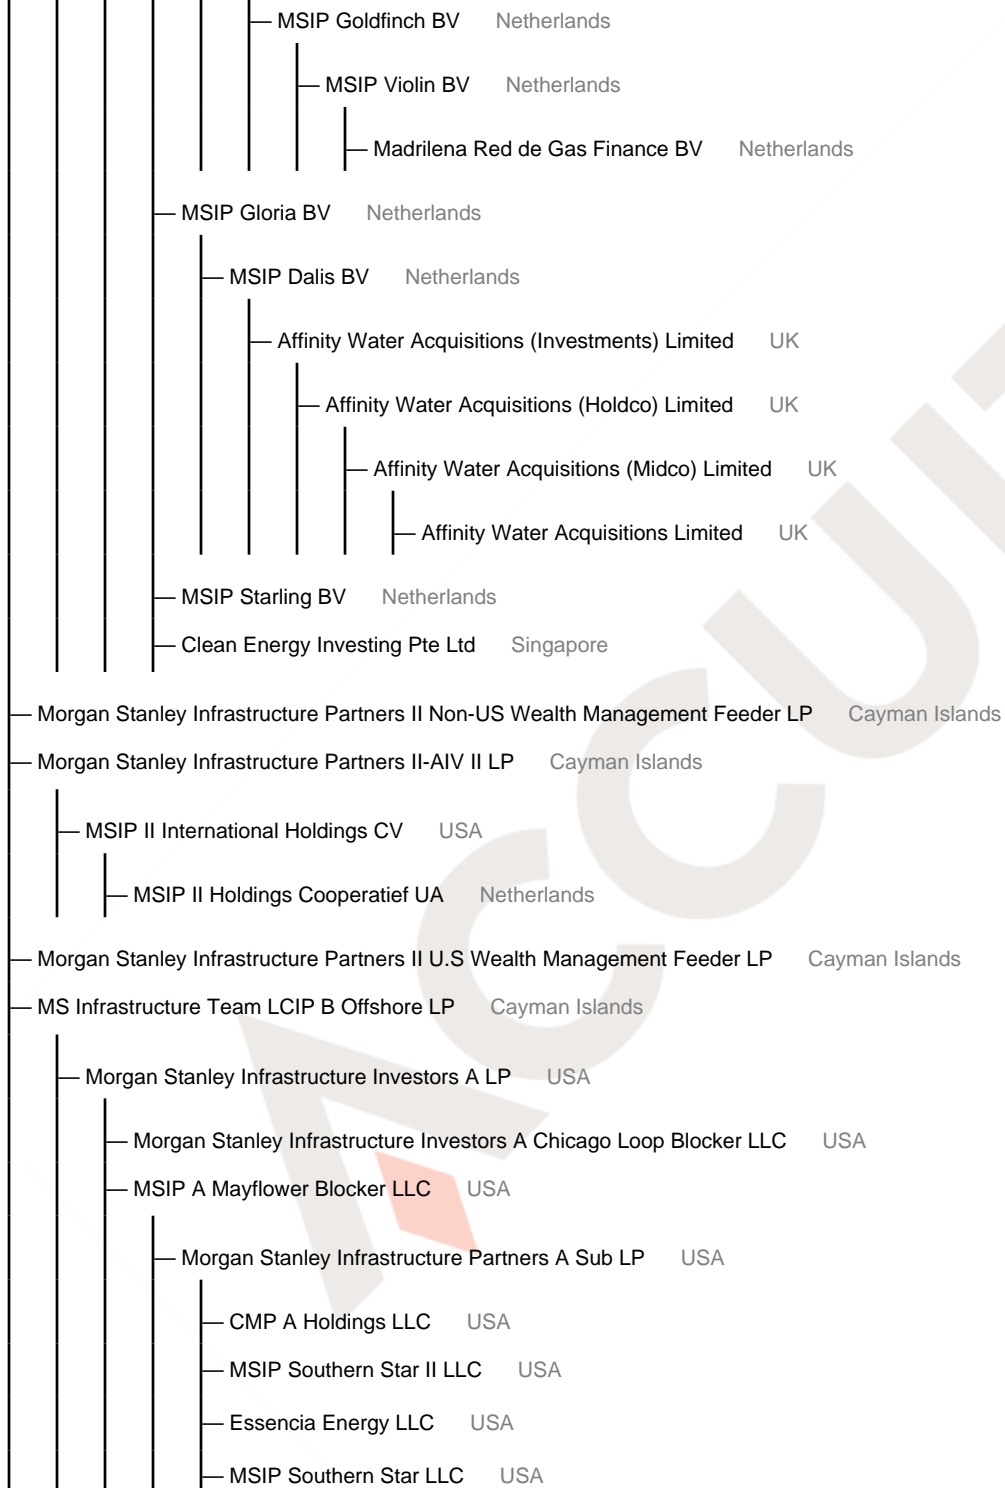 MSIP Goldfinch BV Netherlands
MSIP Violin BV Netherlands
Madrilena Red de Gas Finance BV Netherlands
MSIP Gloria BV Netherlands
MSIP Dalis BV Netherlands
Affinity Water Acquisitions (Investments) Limited UK
Affinity Water Acquisitions (Holdco) Limited UK
Affinity Water Acquisitions (Midco) Limited UK
Affinity Water Acquisitions Limited UK
MSIP Starling BV Netherlands
Clean Energy Investing Pte Ltd Singapore
Morgan Stanley Infrastructure Partners II Non-US Wealth Management Feeder LP Cayman Islands
Morgan Stanley Infrastructure Partners II-AIV II LP Cayman Islands
MSIP II International Holdings CV USA
MSIP II Holdings Cooperatief UA Netherlands
Morgan Stanley Infrastructure Partners II U.S Wealth Management Feeder LP Cayman Islands
MS Infrastructure Team LCIP B Offshore LP Cayman Islands
Morgan Stanley Infrastructure Investors A LP USA
Morgan Stanley Infrastructure Investors A Chicago Loop Blocker LLC USA
MSIP A Mayflower Blocker LLC USA
Morgan Stanley Infrastructure Partners A Sub LP USA
CMP A Holdings LLC USA
MSIP Southern Star II LLC USA
Essencia Energy LLC USA
MSIP Southern Star LLC USA